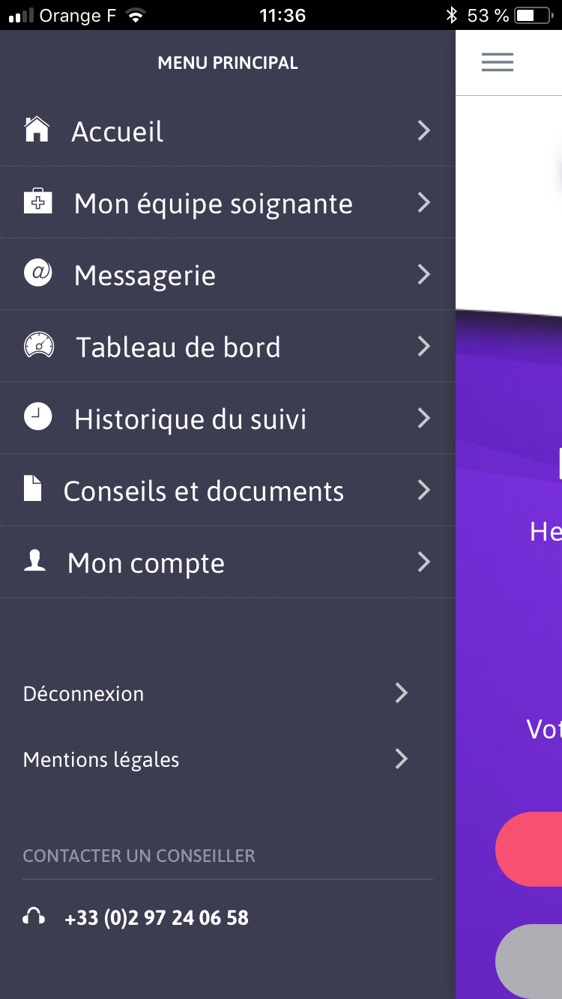 Orange F 11:36 53 %
MENU PRINCIPAL
Accueil
Mon équipe soignante
Messagerie
Tableau de bord
Historique du suivi
Conseils et documents
Mon compte
He
Déconnexion
Vot
Mentions légales
CONTACTER UN CONSEILLER
+33 (0)2 97 24 06 58